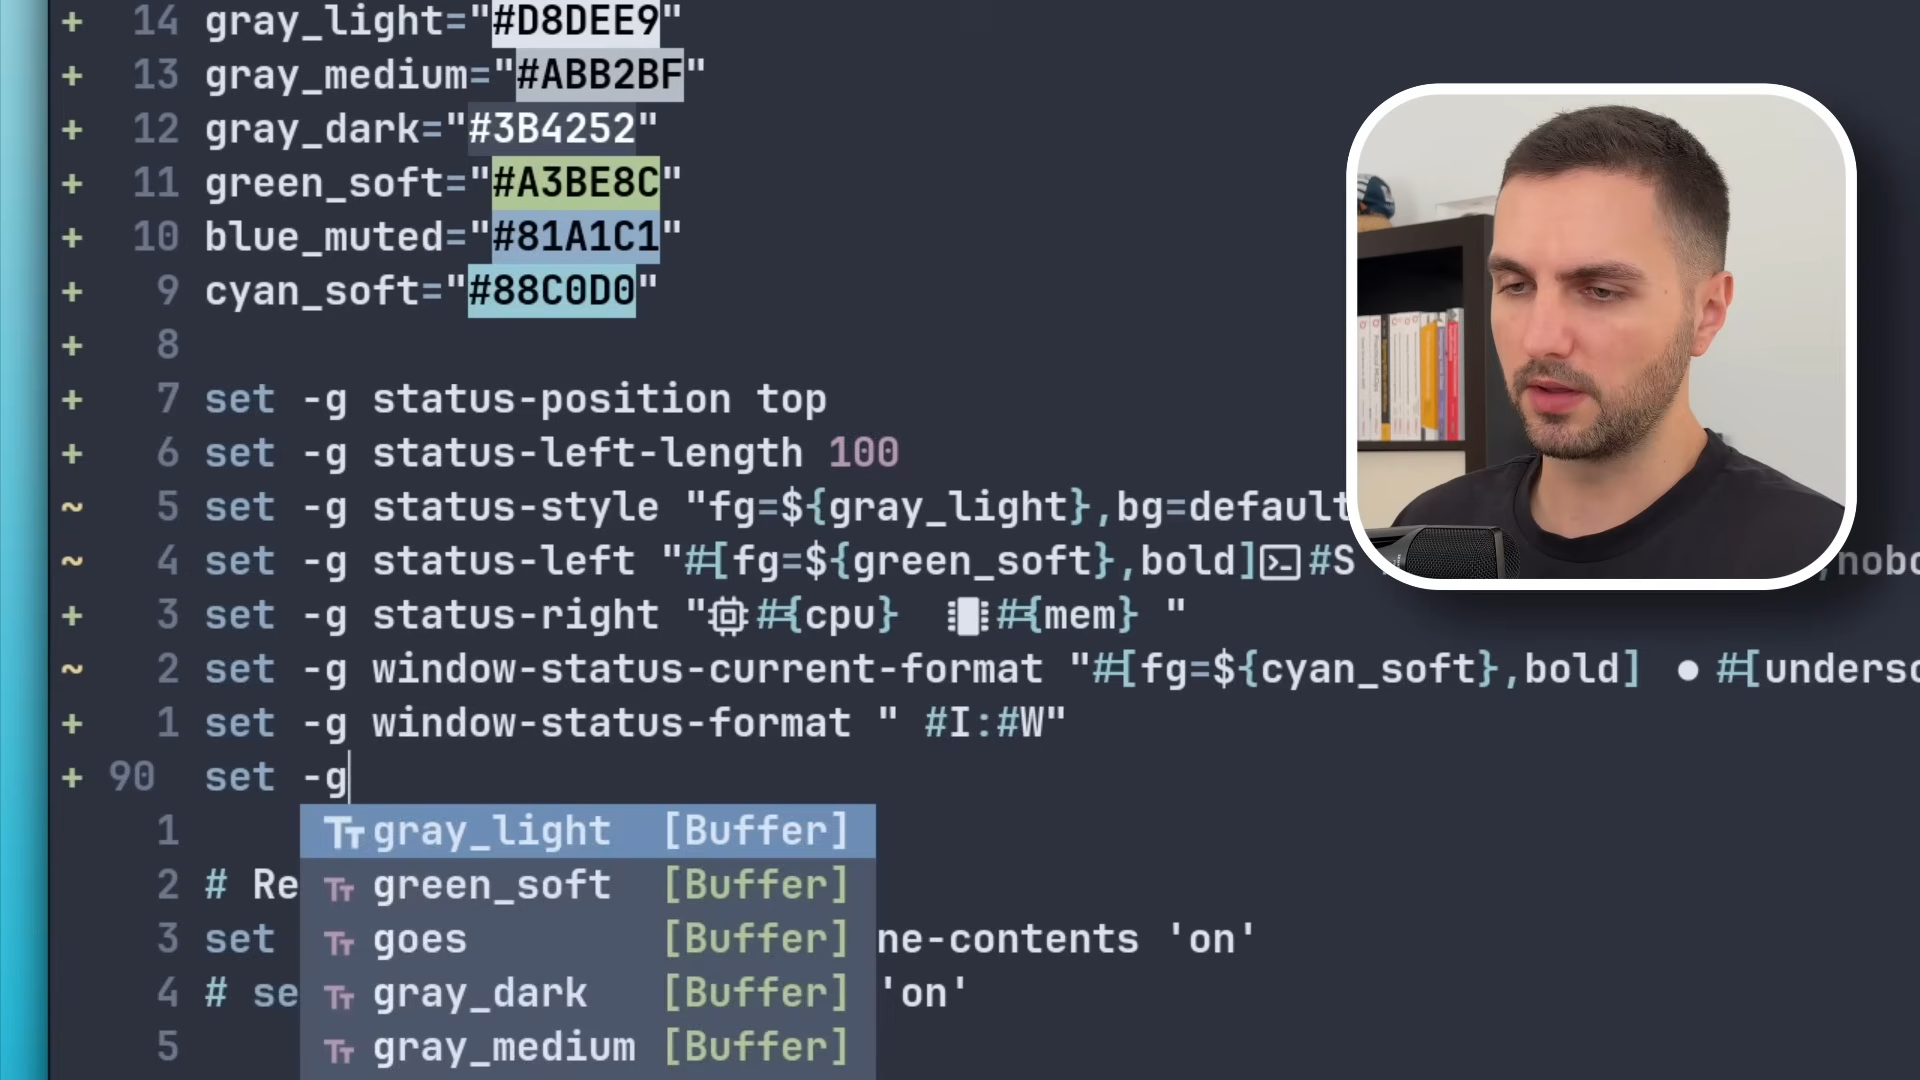 + 14 gray_light="#D8DEE9"
+ 13 gray_medium="#ABB2BF"
+ 12 gray_dark="#3B4252"
+ 11 green_soft="#A3BE8C"
+ 10 blue_muted="#81A1C1"
+ 9 cyan_soft="#88C0D0"
+ 8
+ 7 set -g status-position top
+ 6 set -g status-left-length 100
~ 5 set -g status-style "fg=${gray_light},bg=default
~ 4 set -g status-left "#[fg=${green_soft},bold] #S ,nobo
+ 3 set -g status-right " #{cpu}  #{mem} "
~ 2 set -g window-status-current-format "#[fg=${cyan_soft},bold] ● #[underso
+ 1 set -g window-status-format " #I:#W"
+ 90 set -g
1 gray_light [Buffer]
2 # Re green_soft [Buffer]
3 set goes [Buffer] ne-contents 'on'
4 # se gray_dark [Buffer] 'on'
5 gray_medium [Buffer]